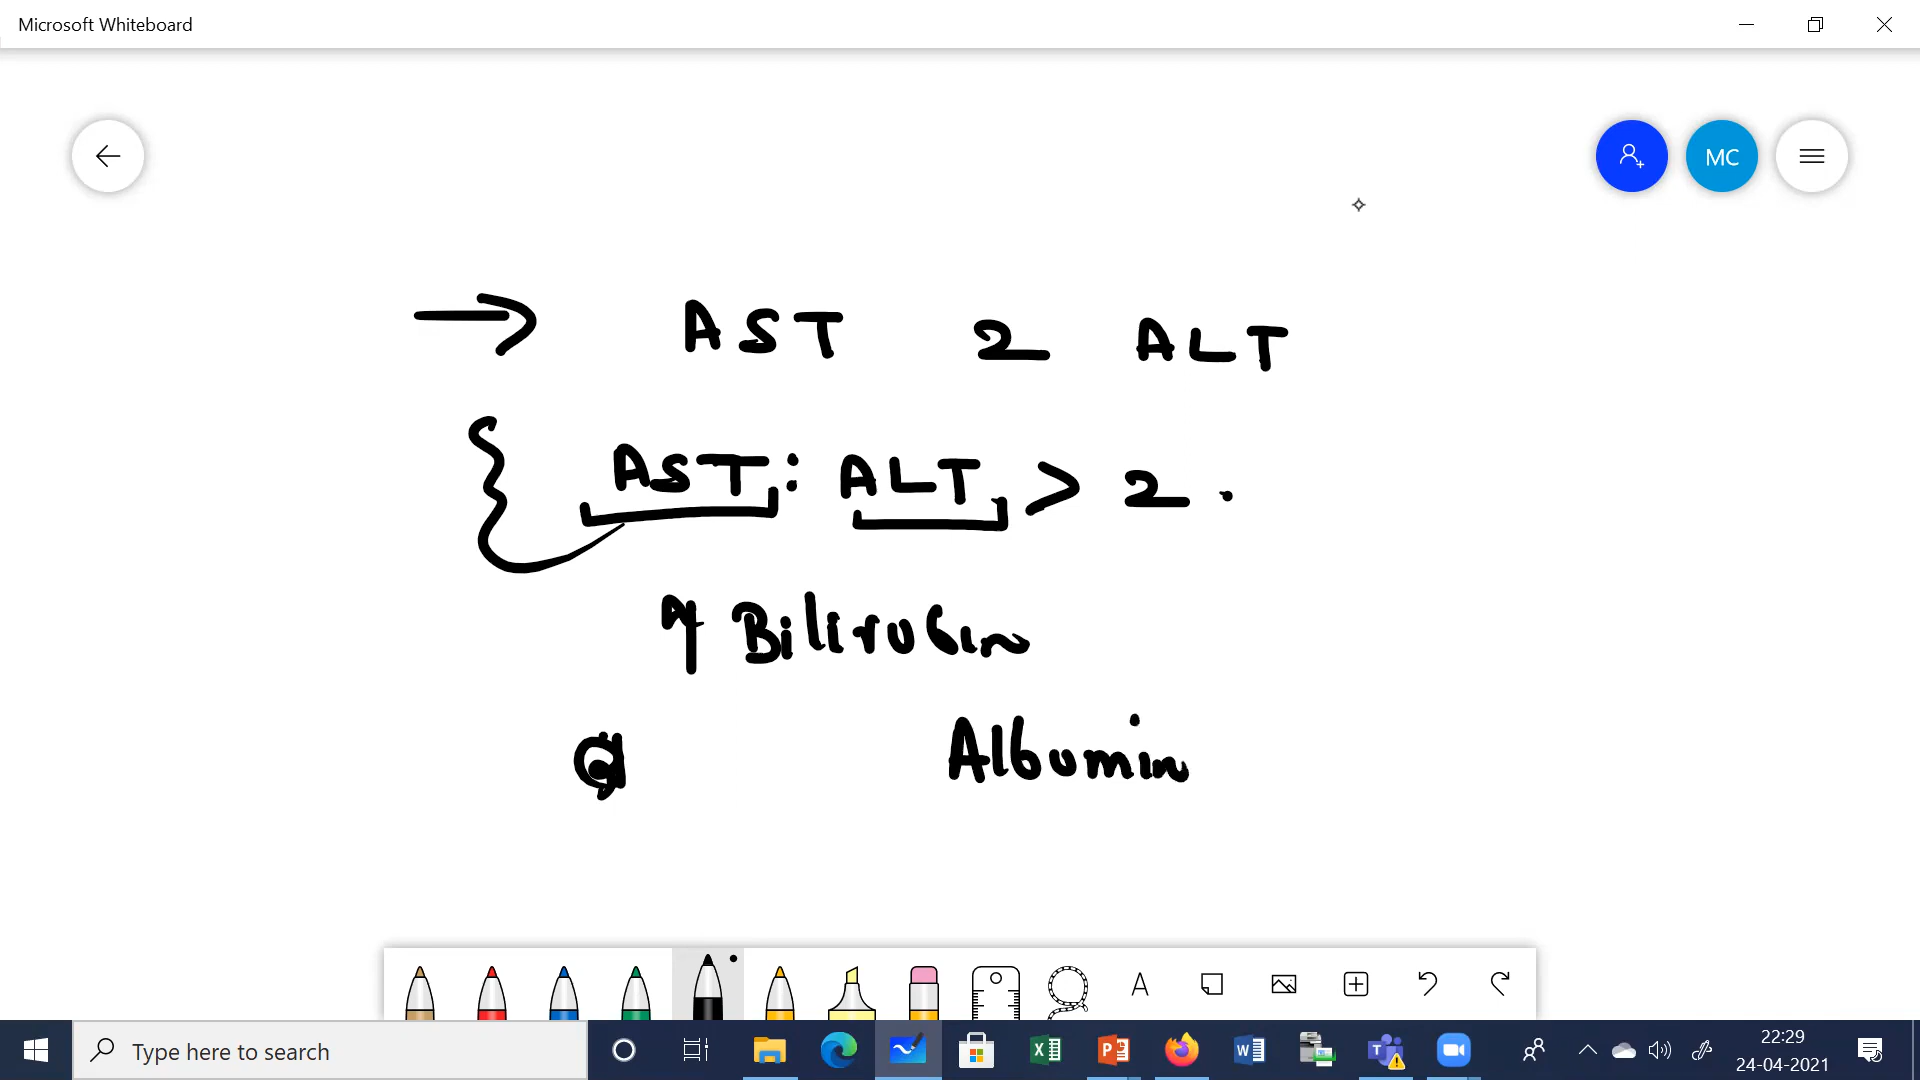 Microsoft Whiteboard
MC
→ AST 2 ALT
AST : ALT > 2 .
Bilirubin
Albumin
A
Type here to search
22:29
24-04-2021